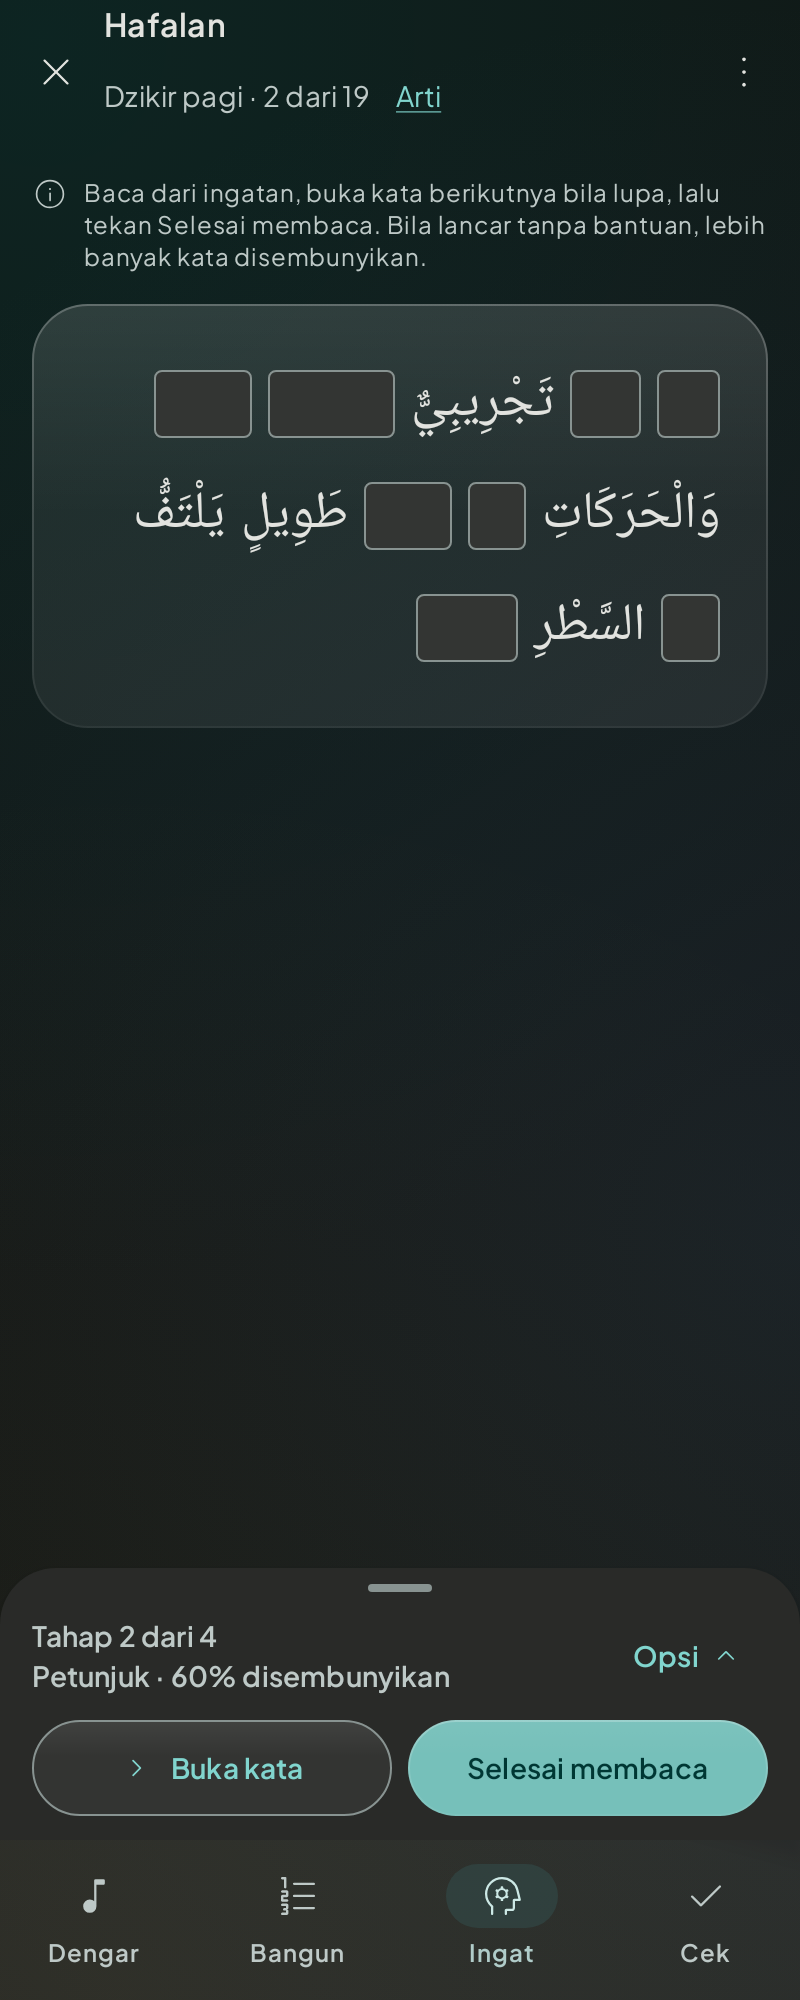 Hafalan
Dzikir pagi · 2 dari 19 Arti
Baca dari ingatan, buka kata berikutnya bila lupa, lalu
tekan Selesai membaca. Bila lancar tanpa bantuan, lebih
banyak kata disembunyikan.
تَجْرِيبِيٌّ
وَالْحَرَكَاتِ طَوِيلٍ يَلْتَفُّ
السَّطْرِ
Tahap 2 dari 4
Petunjuk · 60% disembunyikan
Opsi
Buka kata
Selesai membaca
Dengar
Bangun
Ingat
Cek